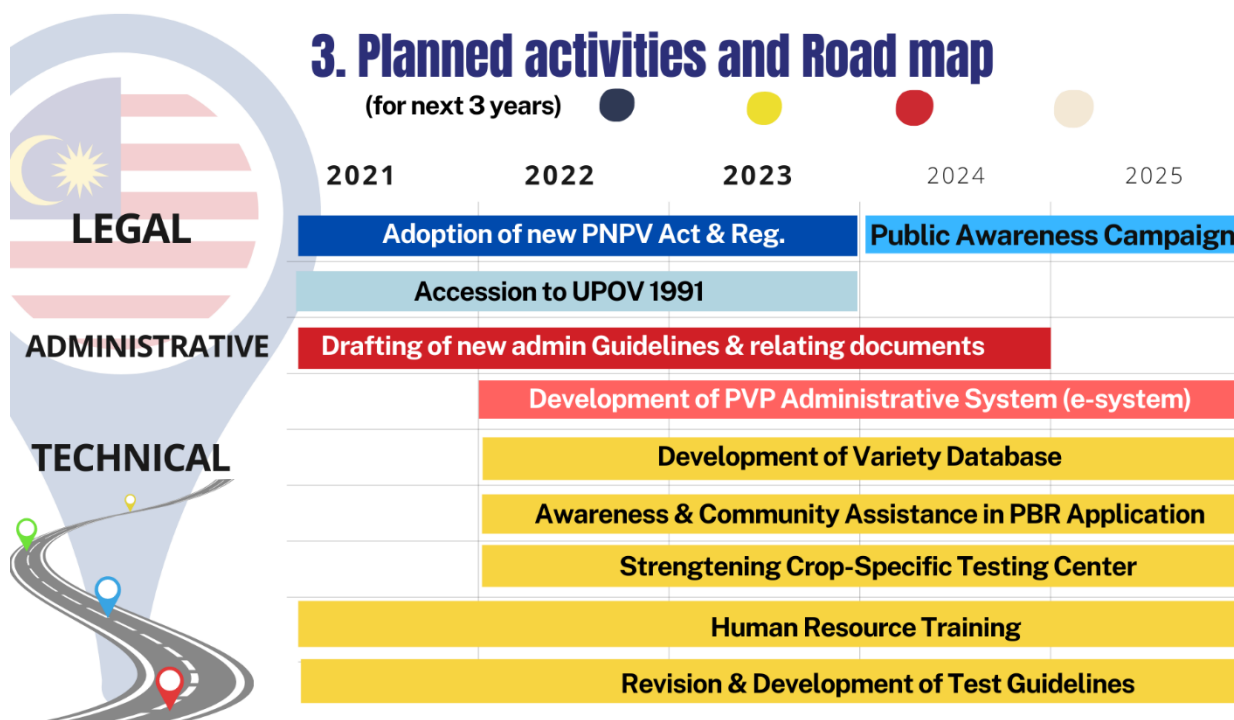 3. Planned activities and Road map
(for next 3 years)
2021 2022 2023 2024 2025
LEGAL
Adoption of new PNPV Act & Reg.
Public Awareness Campaign
Accession to UPOV 1991
ADMINISTRATIVE
Drafting of new admin Guidelines & relating documents
Development of PVP Administrative System (e-system)
TECHNICAL
Development of Variety Database
Awareness & Community Assistance in PBR Application
Strengtening Crop-Specific Testing Center
Human Resource Training
Revision & Development of Test Guidelines